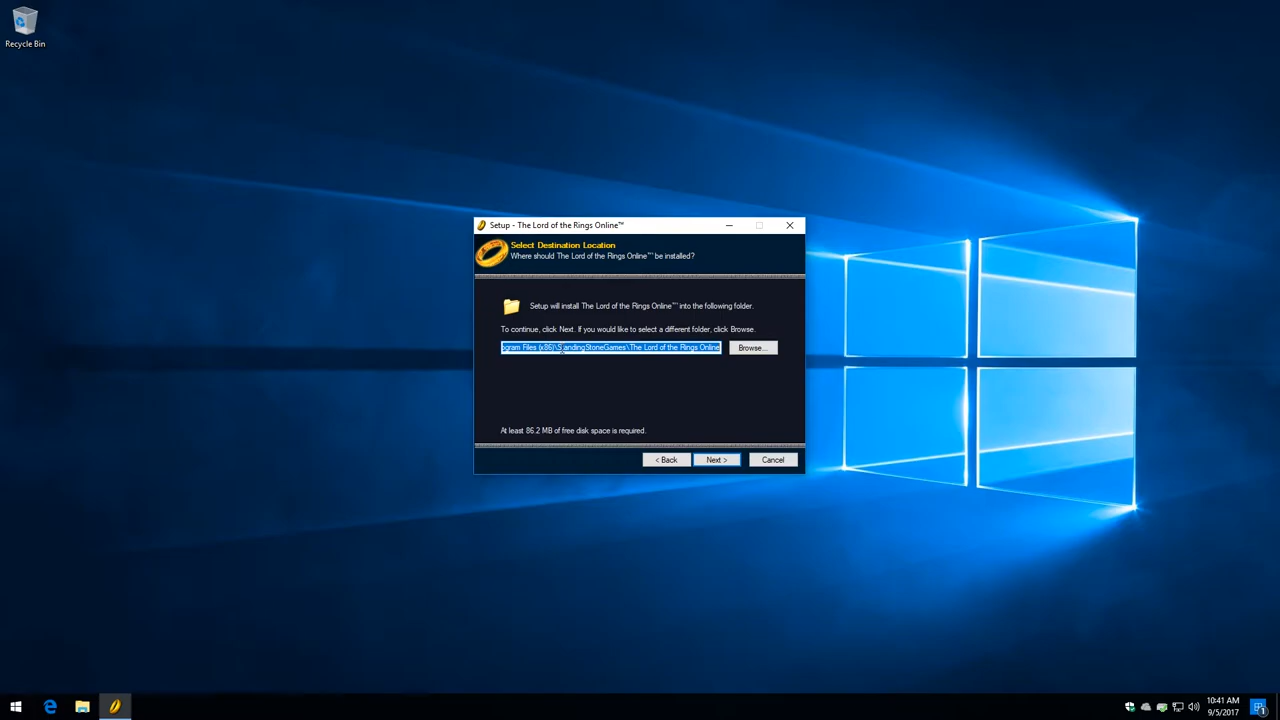 Recycle Bin
Setup - The Lord of the Rings Online™
Select Destination Location
Where should The Lord of the Rings Online™ be installed?
Setup will install The Lord of the Rings Online™ into the following folder.
To continue, click Next. If you would like to select a different folder, click Browse.
ogram Files (x86)\StandingStoneGames\The Lord of the Rings Online
Browse...
At least 86.2 MB of free disk space is required.
< Back
Next >
Cancel
10:41 AM
9/5/2017
1